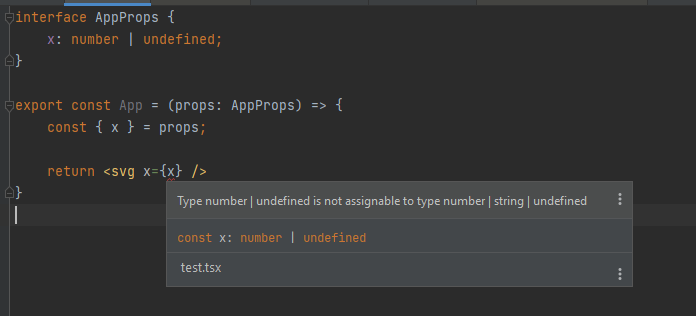 interface AppProps {
    x: number | undefined;
}
export const App = (props: AppProps) => {
    const { x } = props;
    return <svg x={x} />
}
Type number | undefined is not assignable to type number | string | undefined
const x: number | undefined
test.tsx